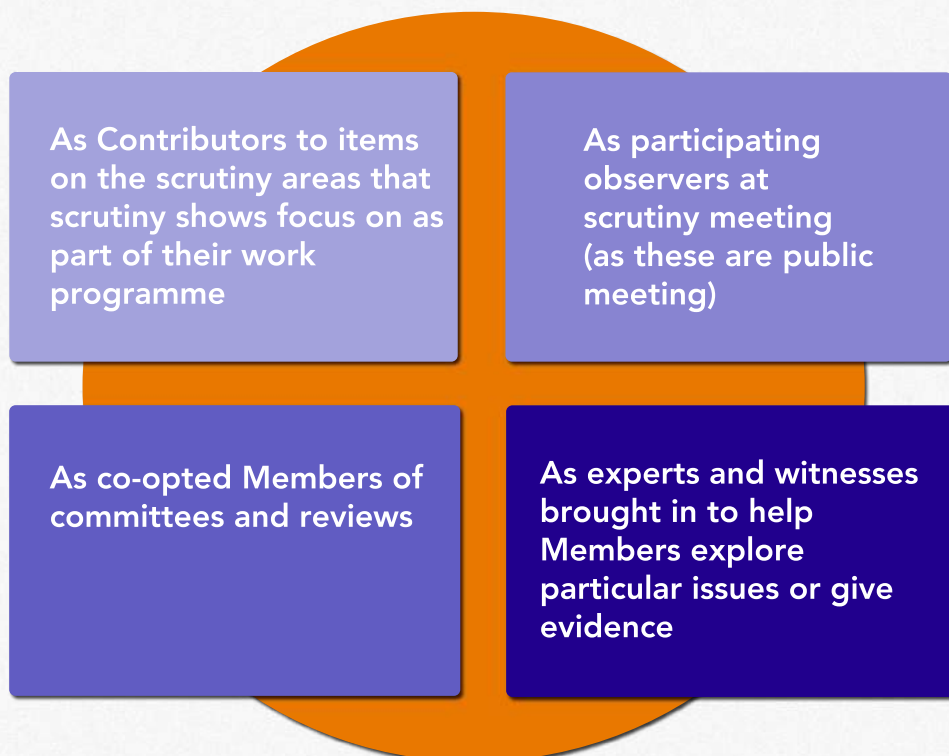 As Contributors to items
on the scrutiny areas that
scrutiny shows focus on as
part of their work
programme
As participating
observers at
scrutiny meeting
(as these are public
meeting)
As co-opted Members of
committees and reviews
As experts and witnesses
brought in to help
Members explore
particular issues or give
evidence